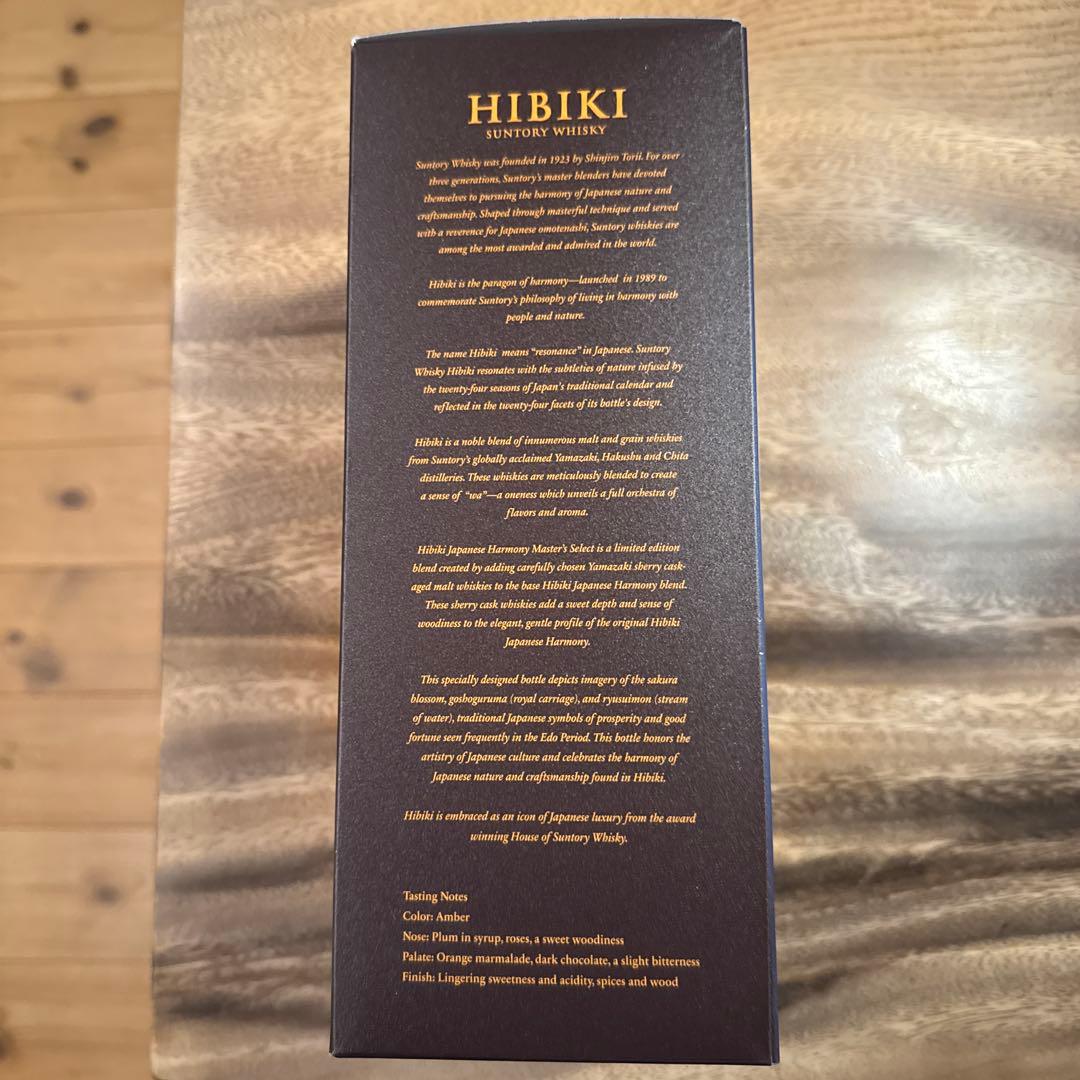 HIBIKI
SUNTORY WHISKY
Suntory Whisky was founded in 1923 by Shinjiro Torii. For over
three generations, Suntory's master blenders have devoted
themselves to pursuing the harmony of Japanese nature and
craftsmanship. Shaped through masterful technique and served
with a reverence for Japanese omotenashi, Suntory whiskies are
among the most awarded and admired in the world.
Hibiki is the paragon of harmony—launched in 1989 to
commemorate Suntory's philosophy of living in harmony with
people and nature.
The name Hibiki means "resonance" in Japanese. Suntory
Whisky Hibiki resonates with the subtleties of nature infused by
the twenty-four seasons of Japan's traditional calendar and
reflected in the twenty-four facets of its bottle's design.
Hibiki is a noble blend of innumerous malt and grain whiskies
from Suntory's globally acclaimed Yamazaki, Hakushu and Chita
distilleries. These whiskies are meticulously blended to create
a sense of "wa"—a oneness which unveils a full orchestra of
flavors and aroma.
Hibiki Japanese Harmony Master's Select is a limited edition
blend created by adding carefully chosen Yamazaki sherry cask-
aged malt whiskies to the base Hibiki Japanese Harmony blend.
These sherry cask whiskies add a sweet depth and sense of
woodiness to the elegant, gentle profile of the original Hibiki
Japanese Harmony.
This specially designed bottle depicts imagery of the sakura
blossom, goshoguruma (royal carriage), and ryusuimon (stream
of water), traditional Japanese symbols of prosperity and good
fortune seen frequently in the Edo Period. This bottle honors the
artistry of Japanese culture and celebrates the harmony of
Japanese nature and craftsmanship found in Hibiki.
Hibiki is embraced as an icon of Japanese luxury from the award
winning House of Suntory Whisky.
Tasting Notes
Color: Amber
Nose: Plum in syrup, roses, a sweet woodiness
Palate: Orange marmalade, dark chocolate, a slight bitterness
Finish: Lingering sweetness and acidity, spices and wood